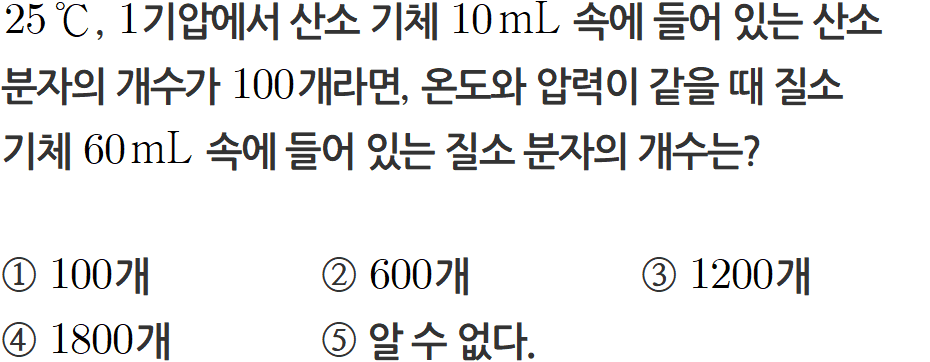 25 ℃, 1기압에서 산소 기체 10 mL 속에 들어 있는 산소
분자의 개수가 100개라면, 온도와 압력이 같을 때 질소
기체 60 mL 속에 들어 있는 질소 분자의 개수는?
① 100개 ② 600개 ③ 1200개
④ 1800개 ⑤ 알 수 없다.